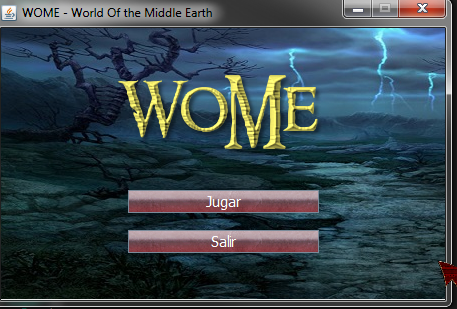 WOME - World Of the Middle Earth
WOME
Jugar
Salir